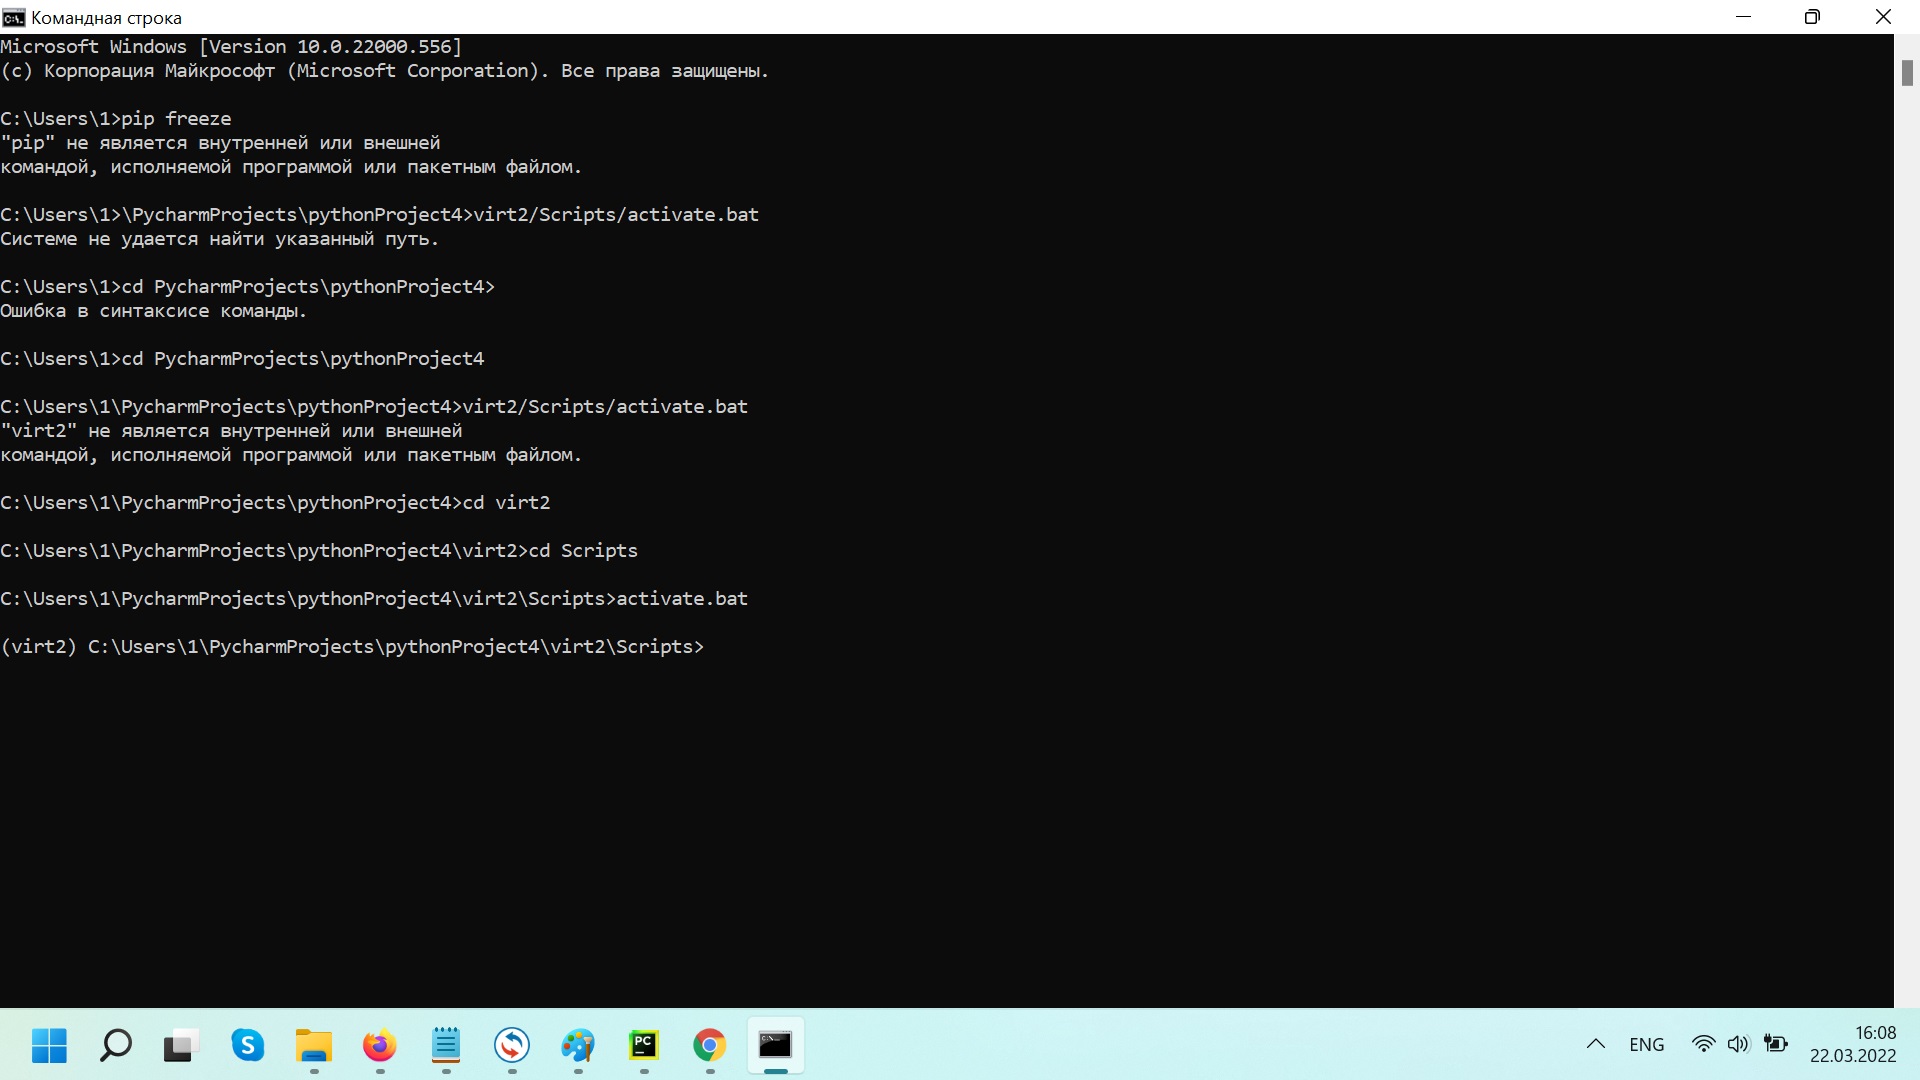 Командная строка
Microsoft Windows [Version 10.0.22000.556]
(c) Корпорация Майкрософт (Microsoft Corporation). Все права защищены.
C:\Users\1>pip freeze
"pip" не является внутренней или внешней
командой, исполняемой программой или пакетным файлом.
C:\Users\1>\PycharmProjects\pythonProject4>virt2/Scripts/activate.bat
Системе не удается найти указанный путь.
C:\Users\1>cd PycharmProjects\pythonProject4>
Ошибка в синтаксисе команды.
C:\Users\1>cd PycharmProjects\pythonProject4
C:\Users\1\PycharmProjects\pythonProject4>virt2/Scripts/activate.bat
"virt2" не является внутренней или внешней
командой, исполняемой программой или пакетным файлом.
C:\Users\1\PycharmProjects\pythonProject4>cd virt2
C:\Users\1\PycharmProjects\pythonProject4\virt2>cd Scripts
C:\Users\1\PycharmProjects\pythonProject4\virt2\Scripts>activate.bat
(virt2) C:\Users\1\PycharmProjects\pythonProject4\virt2\Scripts>
S
PC
ENG
16:08
22.03.2022